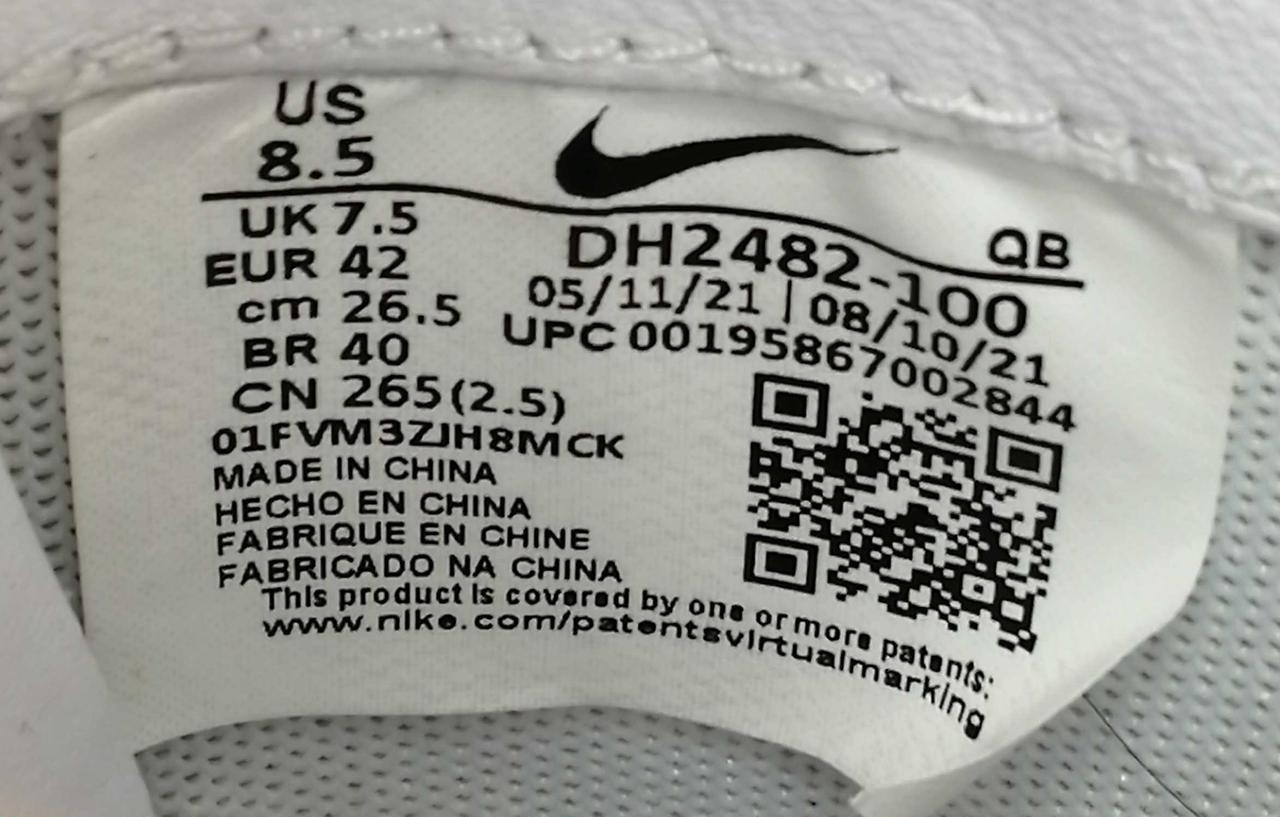 US
8.5
UK 7.5
EUR 42
cm 26.5
BR 40
CN 265(2.5)
01FVM3ZJH8MCK
MADE IN CHINA
HECHO EN CHINA
FABRIQUE EN CHINE
FABRICADO NA CHINA
This product is covered by one or more patents:
www.nike.com/patentsvirtualmarking
QB
DH2482-100
05/11/21 | 08/10/21
UPC 00195867002844